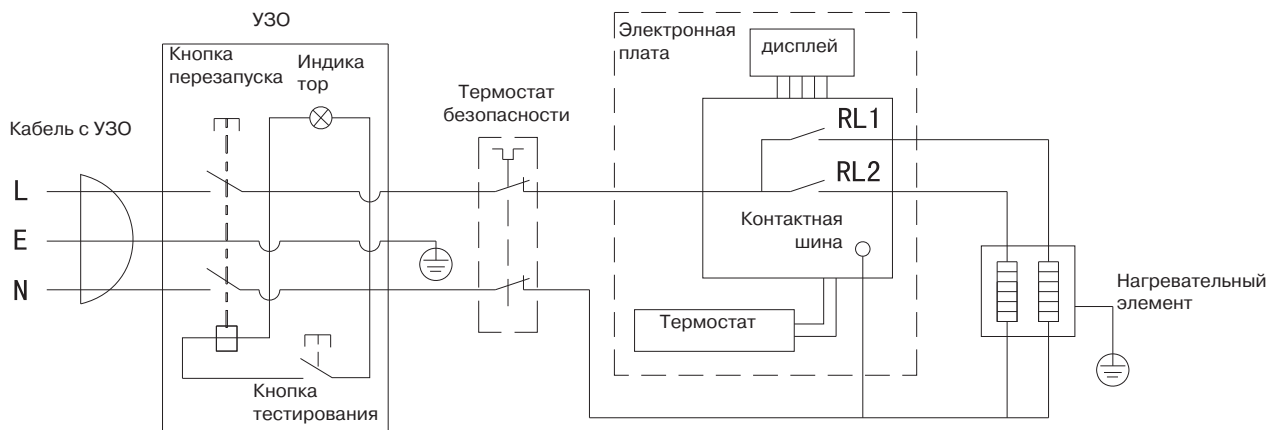 УЗО
Кнопка
перезапуска
Индика
тор
Электронная
плата
дисплей
Термостат
безопасности
Кабель с УЗО
RL1
RL2
L
E
N
Контактная
шина
Термостат
Нагревательный
элемент
Кнопка
тестирования